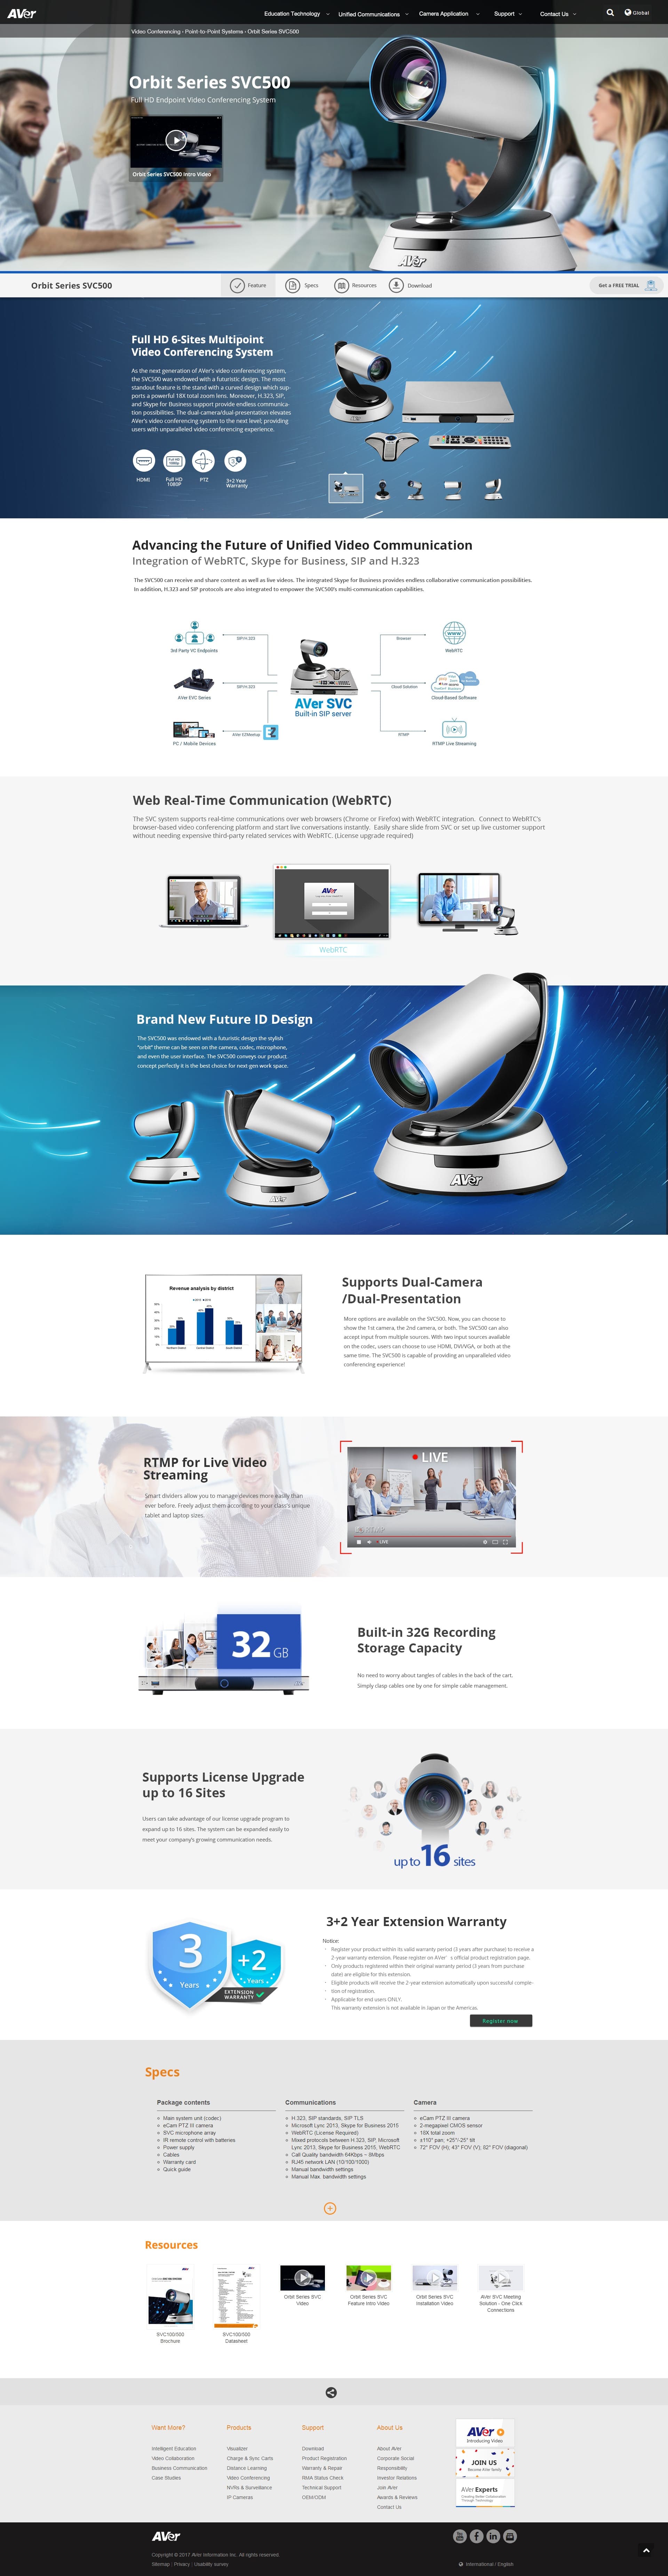 AVer
Education Technology
Unified Communications
Camera Application
Support
Contact Us
Global
Video Conferencing › Point-to-Point Systems › Orbit Series SVC500
Orbit Series SVC500
Full HD Endpoint Video Conferencing System
Orbit Series SVC500 Intro Video
AVer
Orbit Series SVC500
Feature
Specs
Resources
Download
Get a FREE TRIAL
Full HD 6-Sites Multipoint
Video Conferencing System
As the next generation of AVer's video conferencing system,
the SVC500 was endowed with a futuristic design. The most
standout feature is the stand with a curved design which sup-
ports a powerful 18X total zoom lens. Moreover, H.323, SIP,
and Skype for Business support provide endless communica-
tion possibilities. The dual-camera/dual-presentation elevates
AVer's video conferencing system to the next level; providing
users with unparalleled video conferencing experience.
HDMI
Full HD
1080P
PTZ
3+2 Year
Warranty
Advancing the Future of Unified Video Communication
Integration of WebRTC, Skype for Business, SIP and H.323
The SVC500 can receive and share content as well as live videos. The integrated Skype for Business provides endless collaborative communication possibilities.
In addition, H.323 and SIP protocols are also integrated to empower the SVC500's multi-communication capabilities.
3rd Party VC Endpoints
SIP/H.323
Browser
WWW
WebRTC
AVer EVC Series
SIP/H.323
AVer SVC
Built-in SIP server
Cloud Solution
Cloud-Based Software
PC / Mobile Devices
AVer EZMeetup
RTMP
RTMP Live Streaming
Web Real-Time Communication (WebRTC)
The SVC system supports real-time communications over web browsers (Chrome or Firefox) with WebRTC integration. Connect to WebRTC's
browser-based video conferencing platform and start live conversations instantly. Easily share slide from SVC or set up live customer support
without needing expensive third-party related services with WebRTC. (License upgrade required)
AVer
WebRTC
Brand New Future ID Design
The SVC500 was endowed with a futuristic design the stylish
"orbit" theme can be seen on the camera, codec, microphone,
and even the user interface. The SVC500 conveys our product
concept perfectly it is the best choice for next-gen work space.
AVer
AVer
Revenue analysis by district
Supports Dual-Camera
/Dual-Presentation
More options are available on the SVC500. Now, you can choose to
show the 1st camera, the 2nd camera, or both. The SVC500 can also
accept input from multiple sources. With two input sources available
on the codec, users can choose to use HDMI, DVI/VGA, or both at the
same time. The SVC500 is capable of providing an unparalleled video
conferencing experience!
RTMP for Live Video
Streaming
Smart dividers allow you to manage devices more easily than
ever before. Freely adjust them according to your class's unique
tablet and laptop sizes.
LIVE
LIVE
32 GB
Built-in 32G Recording
Storage Capacity
No need to worry about tangles of cables in the back of the cart.
Simply clasp cables one by one for simple cable management.
Supports License Upgrade
up to 16 Sites
Users can take advantage of our license upgrade program to
expand up to 16 sites. The system can be expanded easily to
meet your company's growing communication needs.
up to 16 sites
3
Years
+2
Years
EXTENSION
WARRANTY
3+2 Year Extension Warranty
Notice:
Register your product within its valid warranty period (3 years after purchase) to receive a
2-year warranty extension. Please register on AVer's official product registration page.
Only products registered within their original warranty period (3 years from purchase
date) are eligible for this extension.
Eligible products will receive the 2-year extension automatically upon successful comple-
tion of registration.
Applicable for end users ONLY.
This warranty extension is not available in Japan or the Americas.
Register now
Specs
Package contents
Main system unit (codec)
eCam PTZ III camera
SVC microphone array
IR remote control with batteries
Power supply
Cables
Warranty card
Quick guide
Communications
H.323, SIP standards, SIP TLS
Microsoft Lync 2013, Skype for Business 2015
WebRTC (License Required)
Mixed protocols between H.323, SIP, Microsoft
Lync 2013, Skype for Business 2015, WebRTC
Call Quality bandwidth 64Kbps ~ 8Mbps
RJ45 network LAN (10/100/1000)
Manual bandwidth settings
Manual Max. bandwidth settings
Camera
eCam PTZ III camera
2-megapixel CMOS sensor
18X total zoom
±110° pan; +25°/-25° tilt
72° FOV (H); 43° FOV (V); 82° FOV (diagonal)
Resources
SVC100/500
Brochure
SVC100/500
Datasheet
Orbit Series SVC
Video
Orbit Series SVC
Feature Intro Video
Orbit Series SVC
Installation Video
AVer SVC Meeting
Solution - One Click
Connections
Want More?
Intelligent Education
Video Collaboration
Business Communication
Case Studies
Products
Visualizer
Charge & Sync Carts
Distance Learning
Video Conferencing
NVRs & Surveillance
IP Cameras
Support
Download
Product Registration
Warranty & Repair
RMA Status Check
Technical Support
OEM/ODM
About Us
About AVer
Corporate Social
Responsibility
Investor Relations
Join AVer
Awards & Reviews
Contact Us
AVer
Introducing Video
JOIN US
Become AVer family
AVer Experts
Creating Better Collaboration
Through Technology
AVer
Copyright © 2017 AVer Information Inc. All rights reserved.
Sitemap | Privacy | Usability survey
International / English